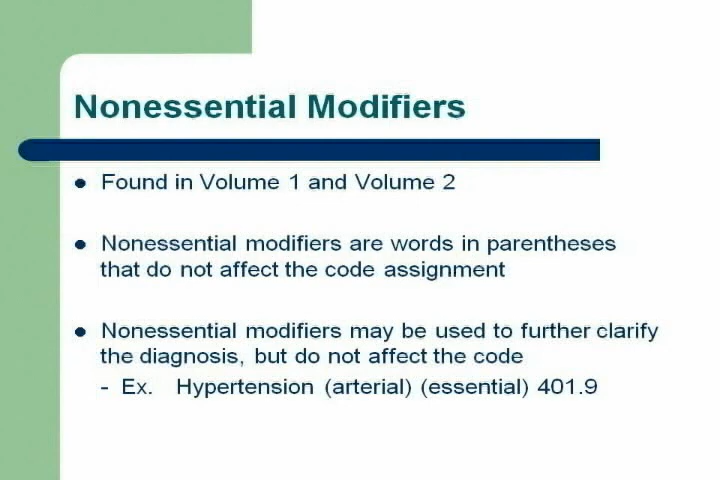 Nonessential Modifiers
● Found in Volume 1 and Volume 2
● Nonessential modifiers are words in parentheses
that do not affect the code assignment
● Nonessential modifiers may be used to further clarify
the diagnosis, but do not affect the code
- Ex. Hypertension (arterial) (essential) 401.9